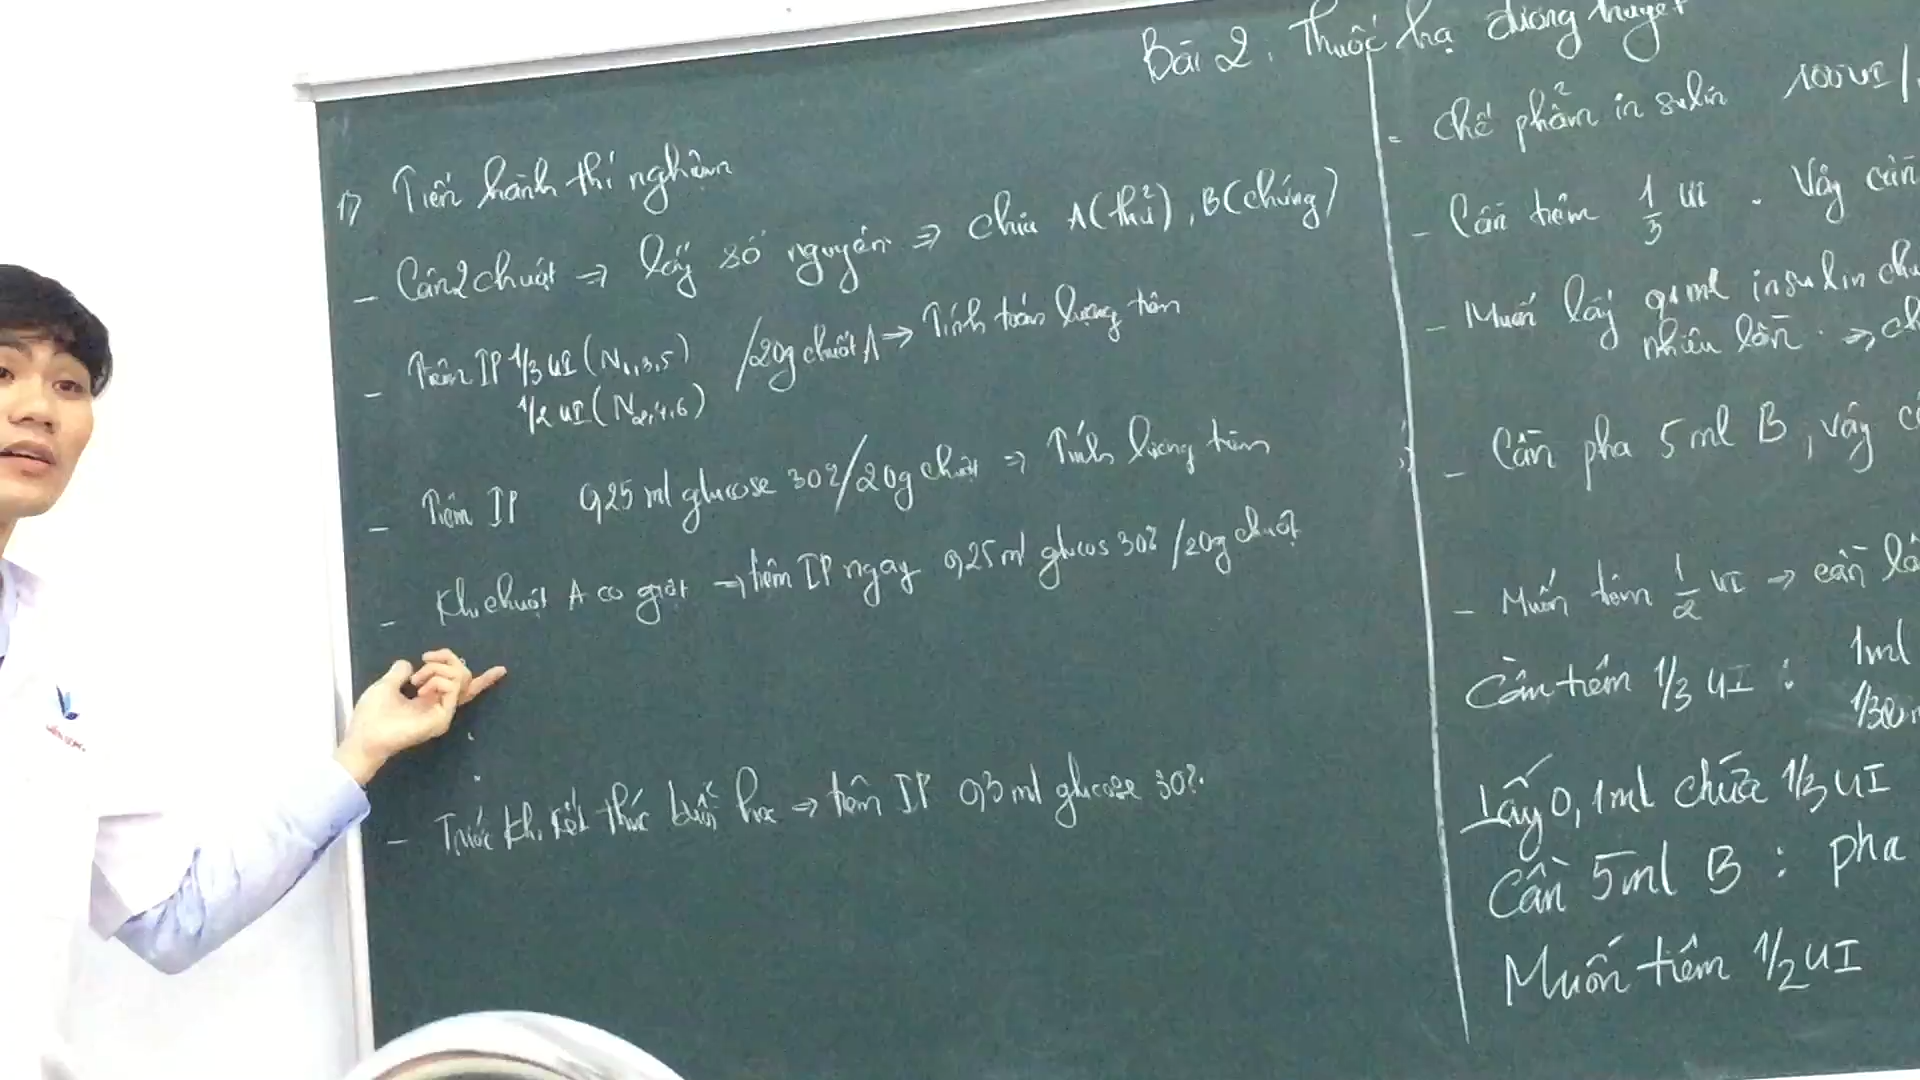 Bài 2. Thuốc hạ đường huyết
1) Tiến hành thí nghiệm
- Cân 2 chuột ⇒ lấy số nguyên ⇒ chia A(thử), B(chứng)
- Tiêm IP 1/3 UI (N1,3,5) /20g chuột A ⇒ Tính toán lượng tiêm
1/2 UI (N2,4,6)
- Tiêm IP 0,25 ml glucose 30%/20g chuột ⇒ Tính lượng tiêm
- Khi chuột A co giật → tiêm IP ngay 0,25 ml glucos 30% /20g chuột
- Trước khi kết thúc buổi học ⇒ tiêm IP 0,3 ml glucose 30%.
- Chế phẩm insulin 100UI/
- Cần tiêm 1/3 UI. Vậy cần
- Muốn lấy 0,1ml insulin
nhiêu lần ⇒
- Cần pha 5ml B, vậy
- Muốn tiêm 1/2 UI → cần
Cần tiêm 1/3 UI : 1ml
1/30
Lấy 0,1ml chứa 1/3 UI
Cần 5ml B : pha
Muốn tiêm 1/2 UI